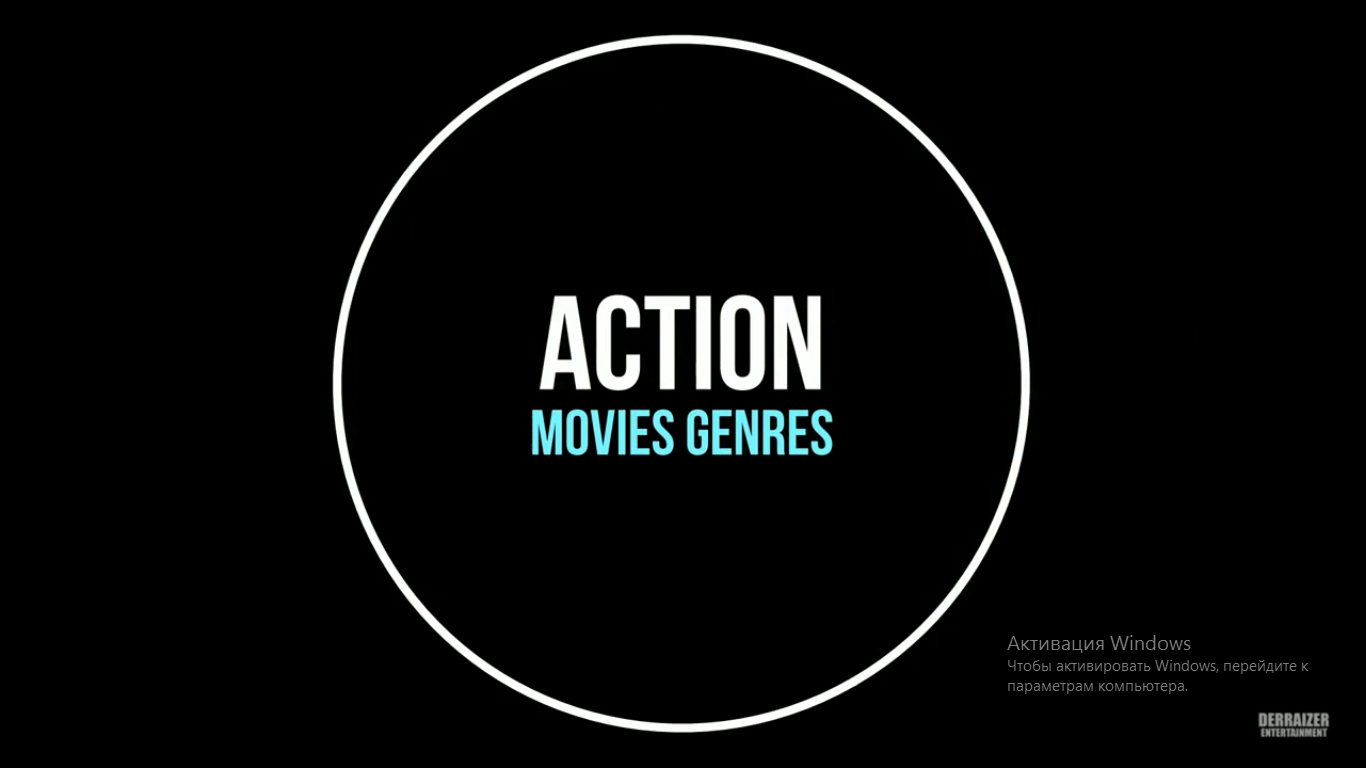 ACTION
MOVIES GENRES
Активация Windows
Чтобы активировать Windows, перейдите к
параметрам компьютера.
DERRAIZER
ENTERTAINMENT